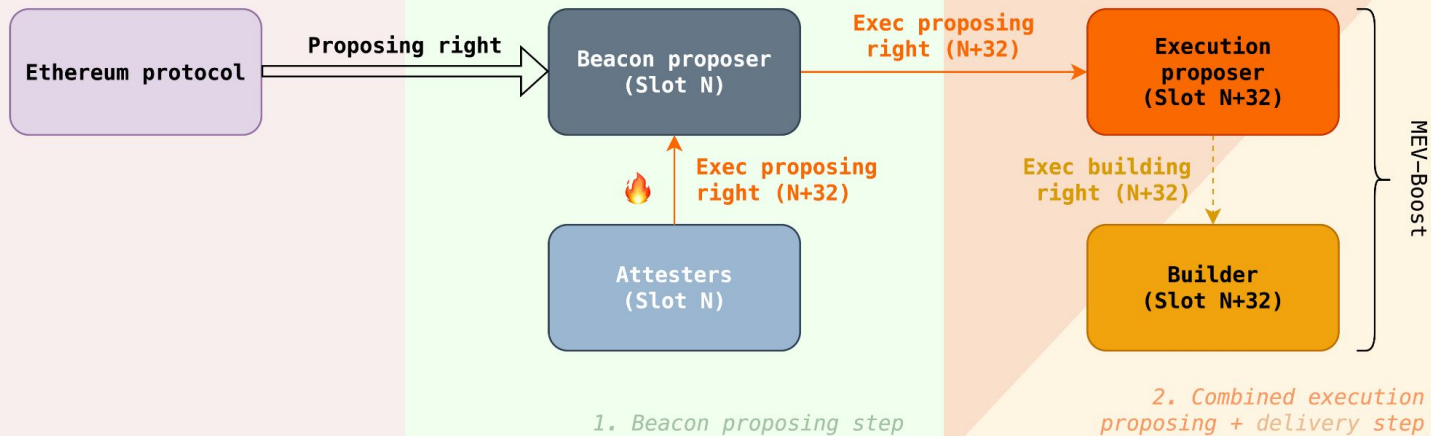 Ethereum protocol
Proposing right
Beacon proposer
(Slot N)
Exec proposing
right (N+32)
Execution
proposer
(Slot N+32)
Exec proposing
right (N+32)
Exec building
right (N+32)
MEV–Boost
Attesters
(Slot N)
Builder
(Slot N+32)
1. Beacon proposing step
2. Combined execution
proposing + delivery step